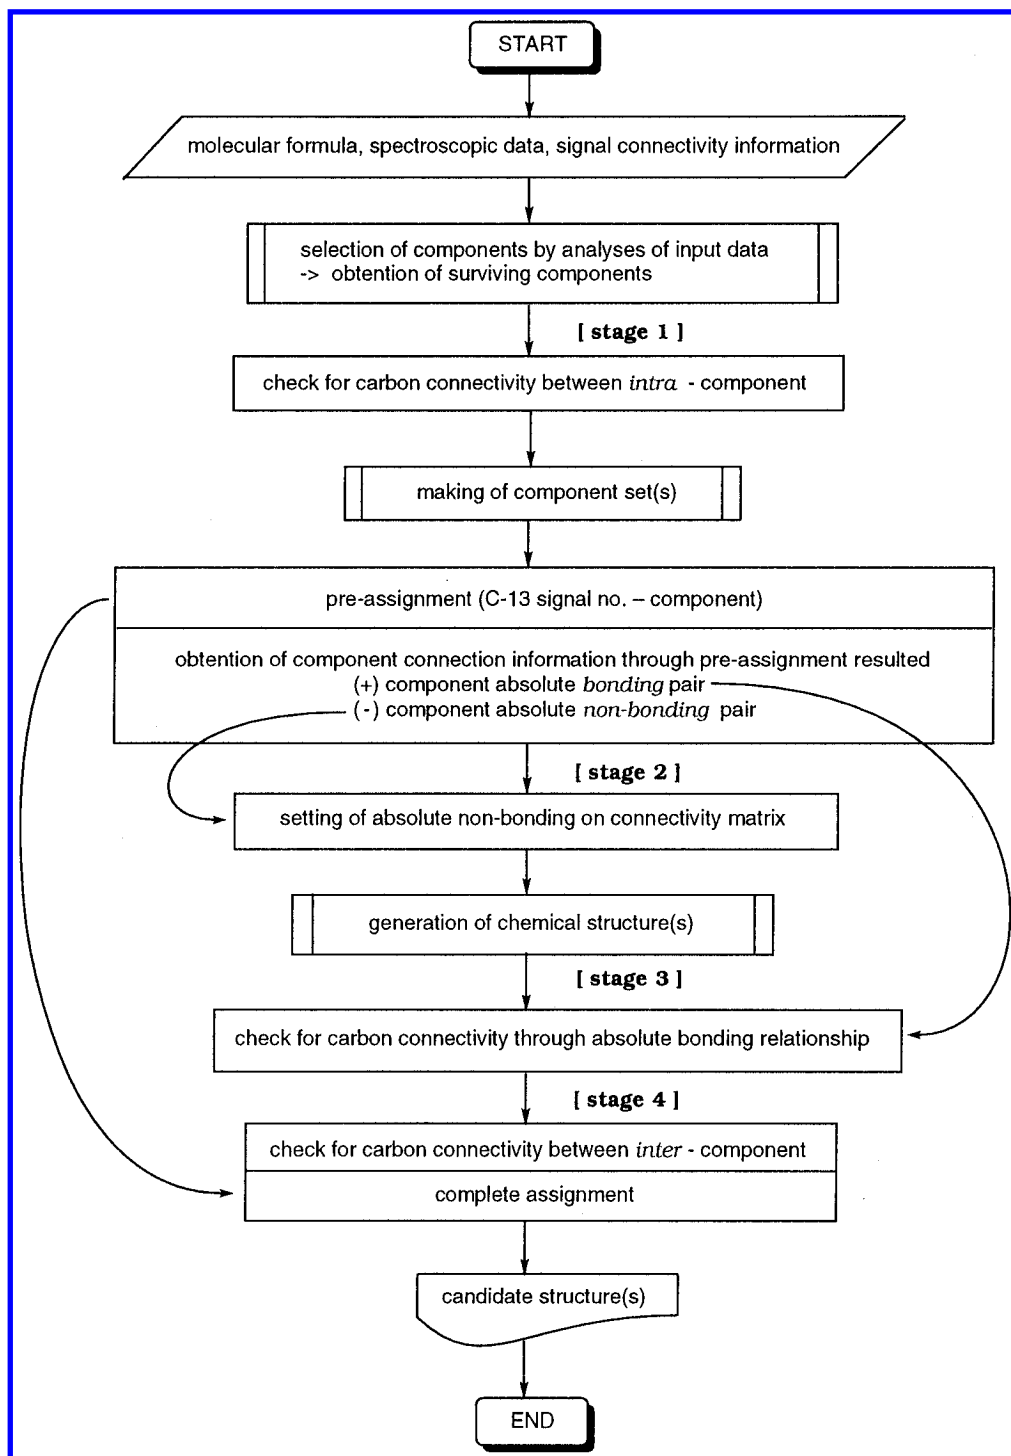 START
molecular formula, spectroscopic data, signal connectivity information
selection of components by analyses of input data
-> obtention of surviving components
[ stage 1 ]
check for carbon connectivity between intra - component
making of component set(s)
pre-assignment (C-13 signal no. – component)
obtention of component connection information through pre-assignment resulted
(+) component absolute bonding pair
(-) component absolute non-bonding pair
[ stage 2 ]
setting of absolute non-bonding on connectivity matrix
generation of chemical structure(s)
[ stage 3 ]
check for carbon connectivity through absolute bonding relationship
[ stage 4 ]
check for carbon connectivity between inter - component
complete assignment
candidate structure(s)
END